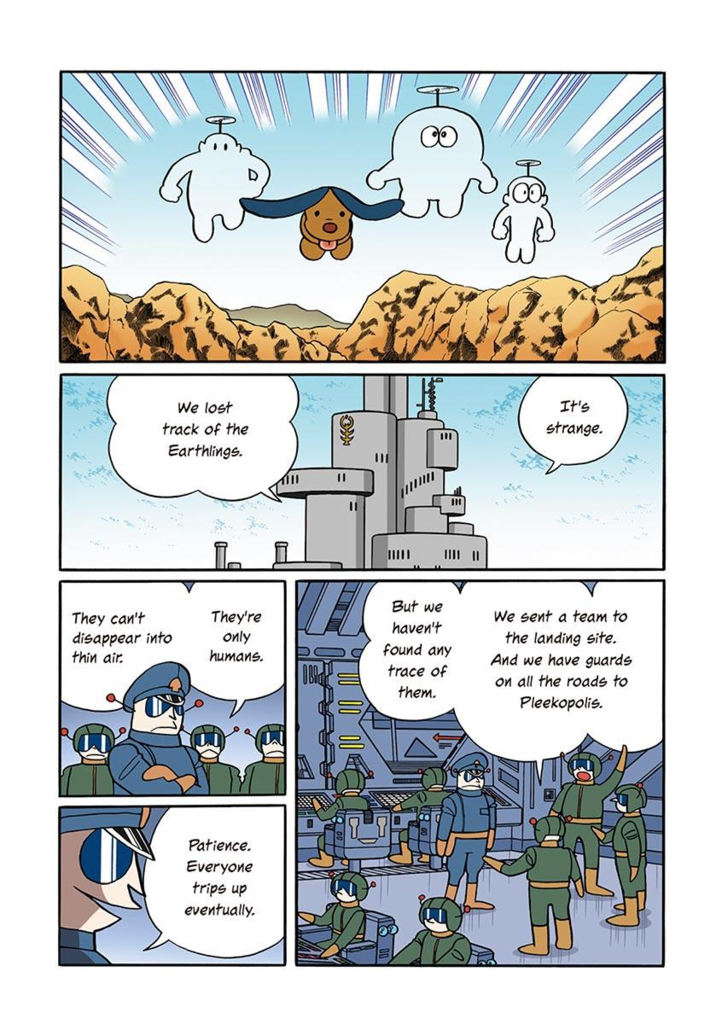 It's
strange.
We lost
track of the
Earthlings.
We sent a team to
the landing site.
And we have guards
on all the roads to
Pleekopolis.
But we
haven't
found any
trace of
them.
They're
only
humans.
They can't
disappear into
thin air.
Patience.
Everyone
trips up
eventually.